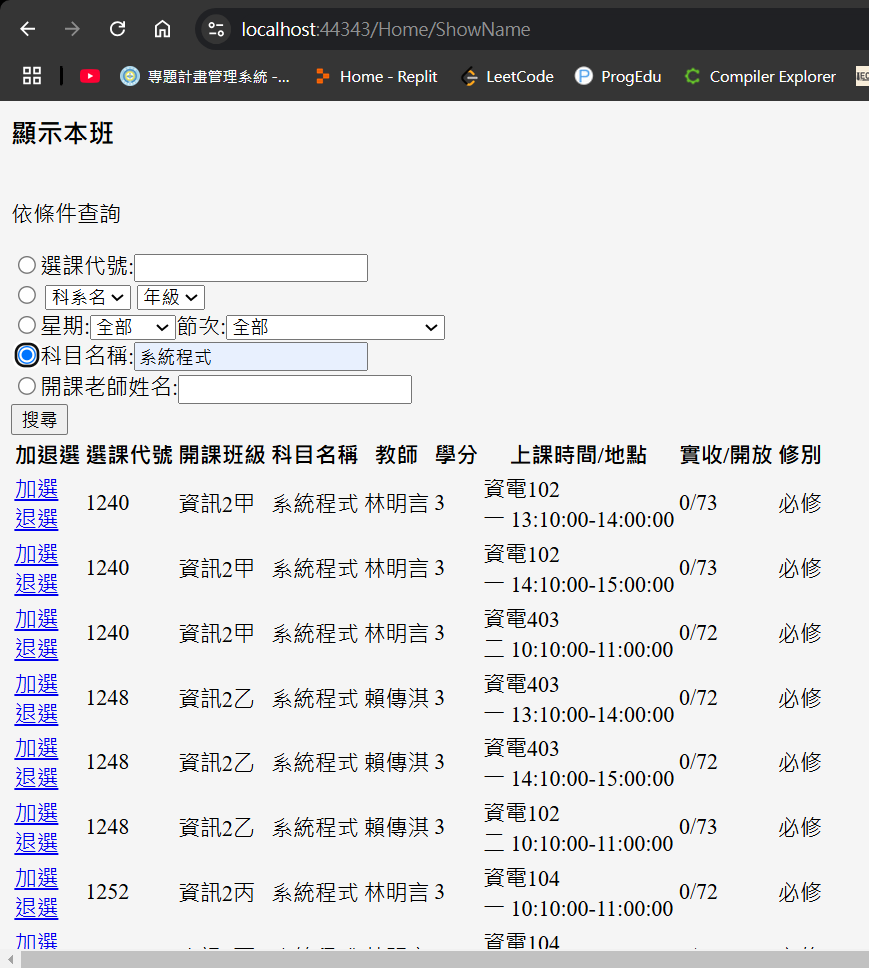 localhost:44343/Home/ShowName
專題計畫管理系統 -... Home - Replit LeetCode ProgEdu Compiler Explorer
顯示本班
依條件查詢
選課代號:
科系名 年級
星期: 全部 節次: 全部
科目名稱: 系統程式
開課老師姓名:
搜尋
加退選 選課代號 開課班級 科目名稱 教師 學分 上課時間/地點 實收/開放 修別
加選 退選 1240 資訊2甲 系統程式 林明言 3 資電102 一 13:10:00-14:00:00 0/73 必修
加選 退選 1240 資訊2甲 系統程式 林明言 3 資電102 一 14:10:00-15:00:00 0/73 必修
加選 退選 1240 資訊2甲 系統程式 林明言 3 資電403 二 10:10:00-11:00:00 0/72 必修
加選 退選 1248 資訊2乙 系統程式 賴傳淇 3 資電403 一 13:10:00-14:00:00 0/72 必修
加選 退選 1248 資訊2乙 系統程式 賴傳淇 3 資電403 一 14:10:00-15:00:00 0/72 必修
加選 退選 1248 資訊2乙 系統程式 賴傳淇 3 資電102 二 10:10:00-11:00:00 0/73 必修
加選 退選 1252 資訊2丙 系統程式 林明言 3 資電104 一 10:10:00-11:00:00 0/72 必修
加選 資電104